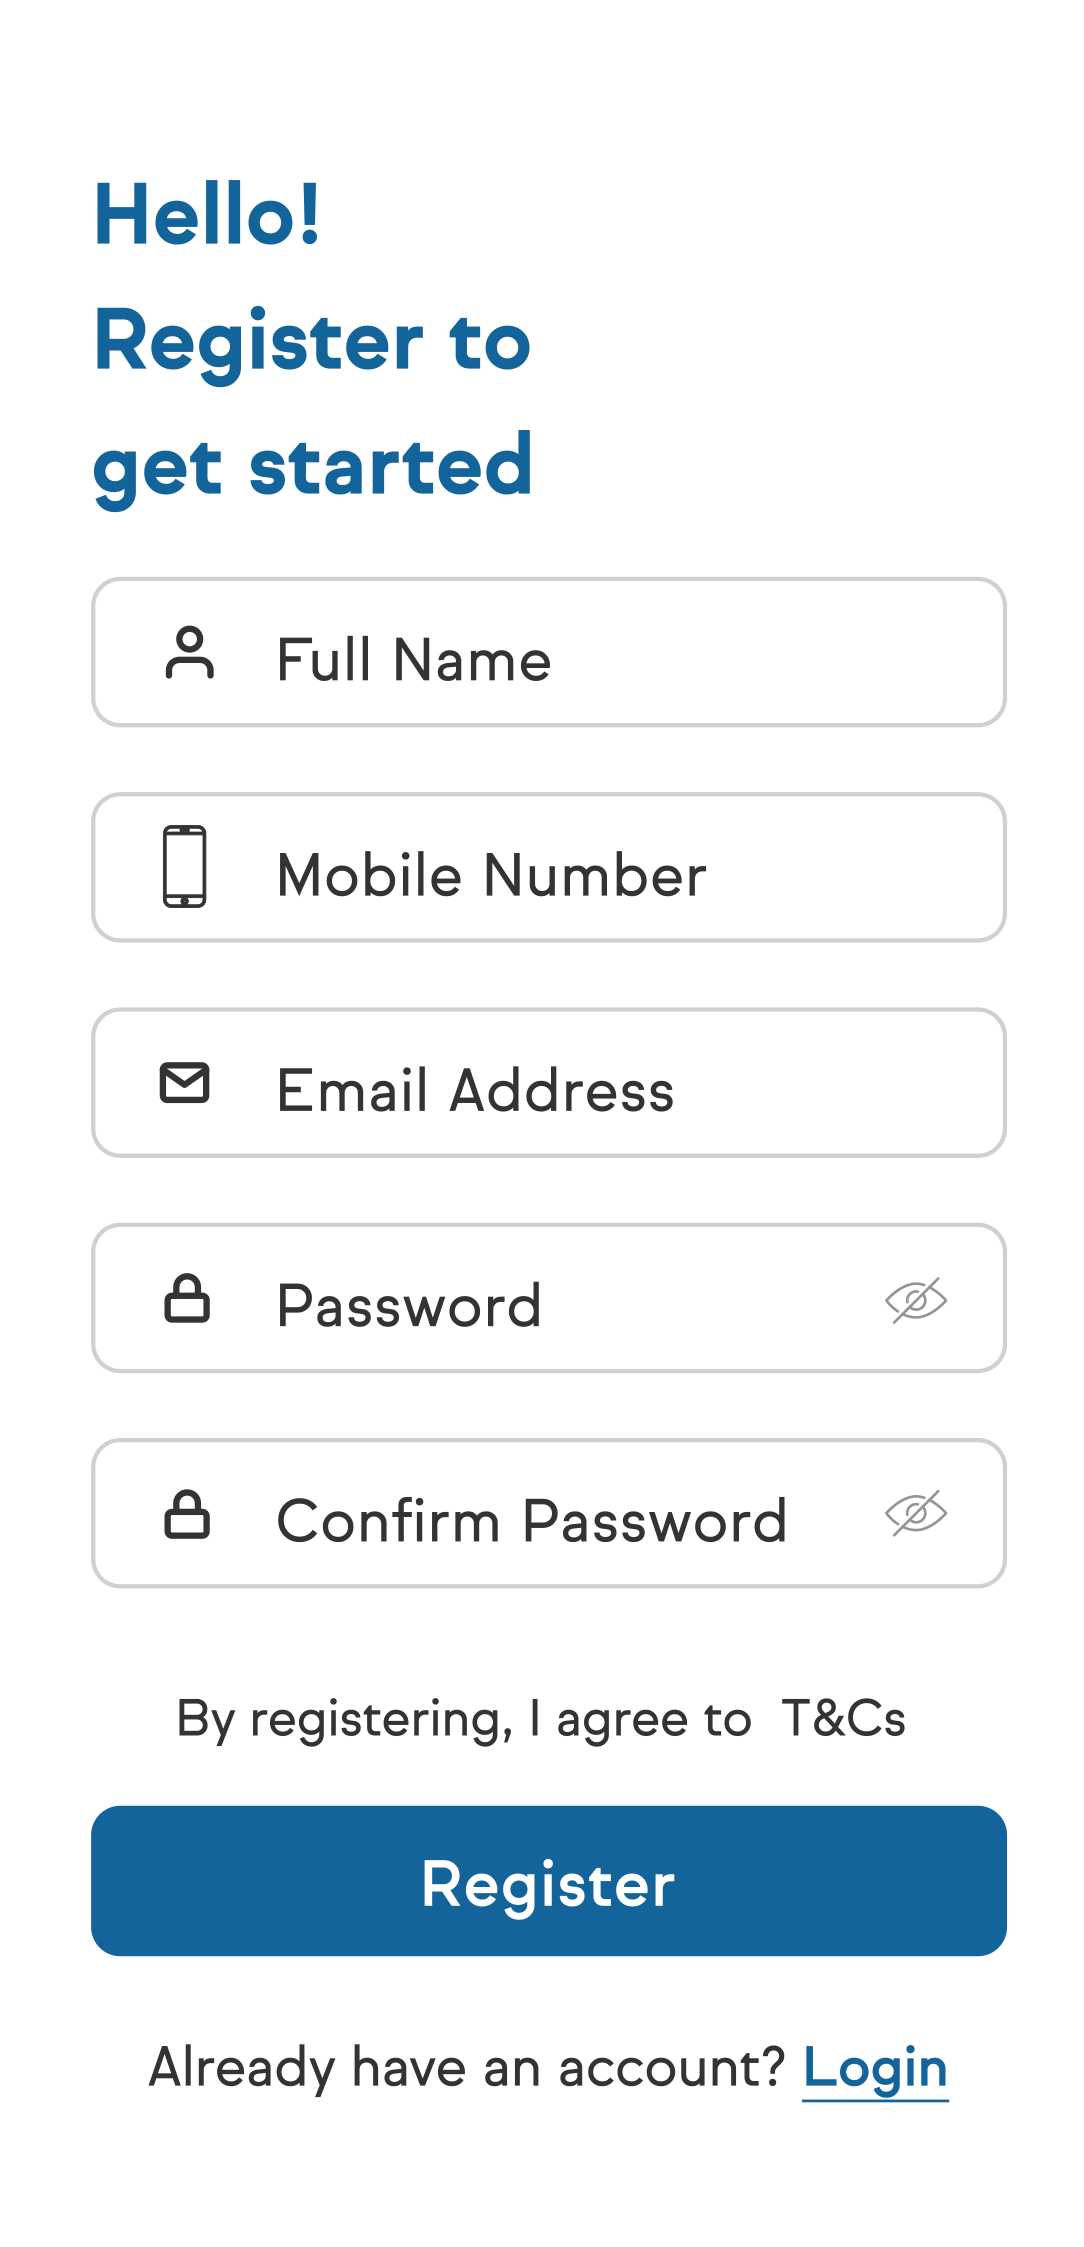 Hello!
Register to
get started
Full Name
Mobile Number
Email Address
Password
Confirm Password
By registering, I agree to  T&Cs
Register
Already have an account? Login